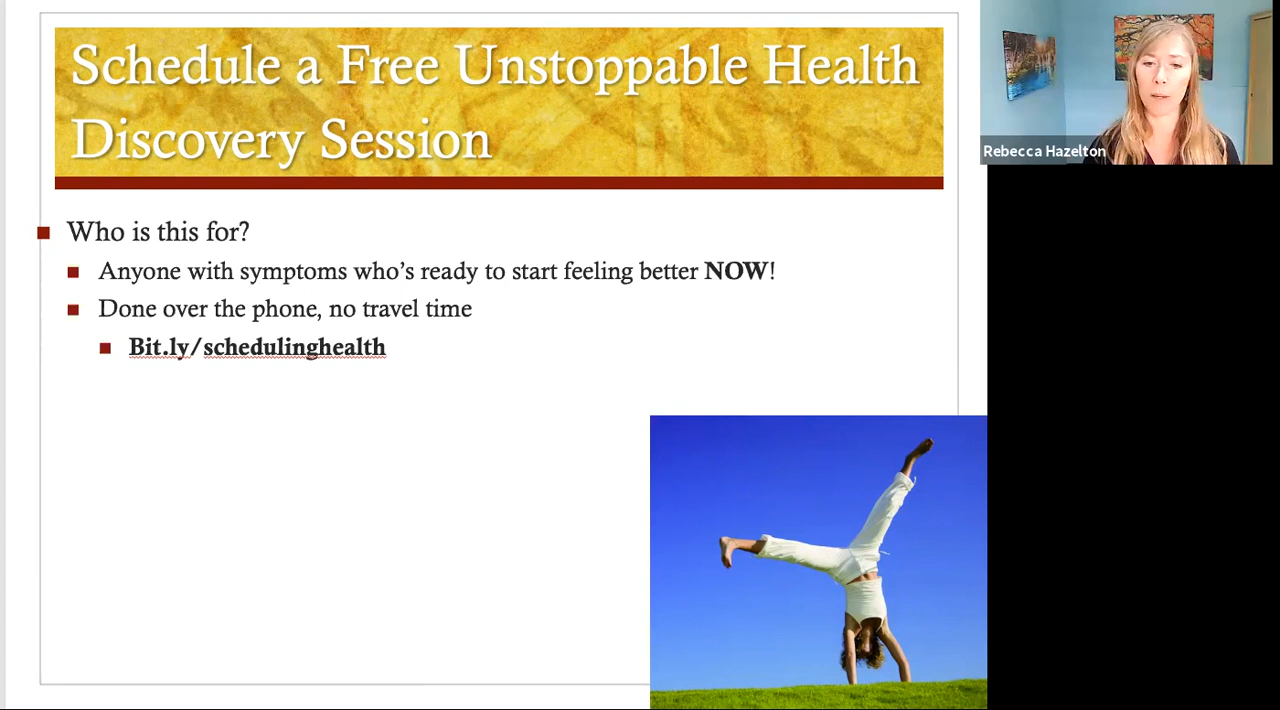 Schedule a Free Unstoppable Health
Discovery Session
Who is this for?
Anyone with symptoms who's ready to start feeling better NOW!
Done over the phone, no travel time
Bit.ly/schedulinghealth
Rebecca Hazelton